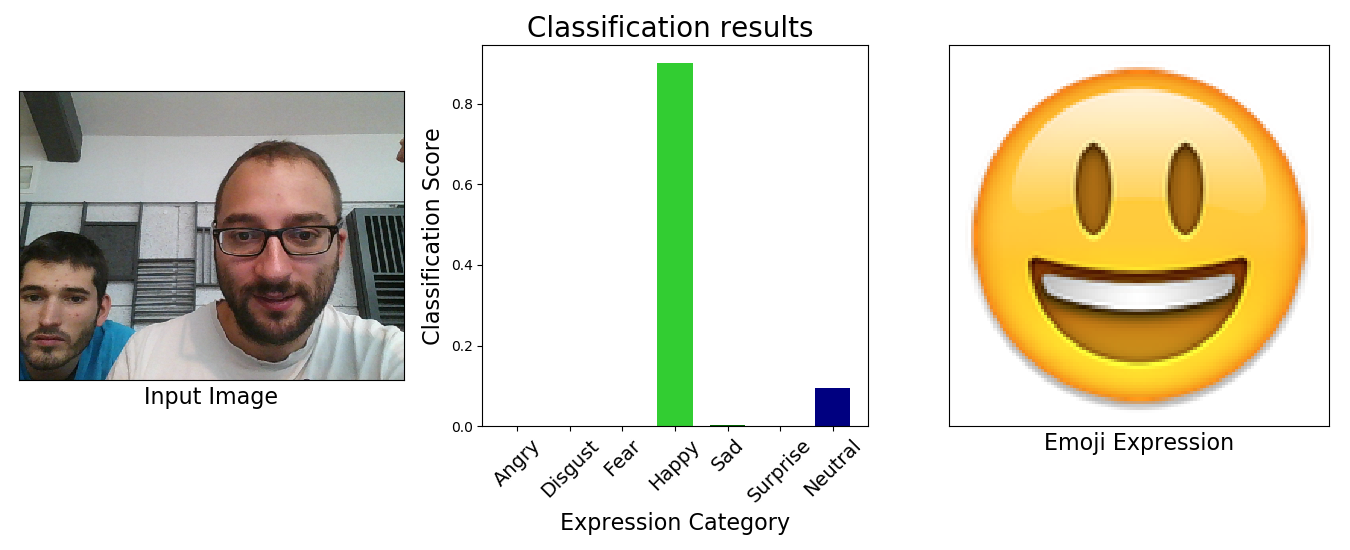 Classification results
Classification Score
0.8
0.6
0.4
0.2
0.0
Angry
Disgust
Fear
Happy
Sad
Surprise
Neutral
Expression Category
Input Image
Emoji Expression